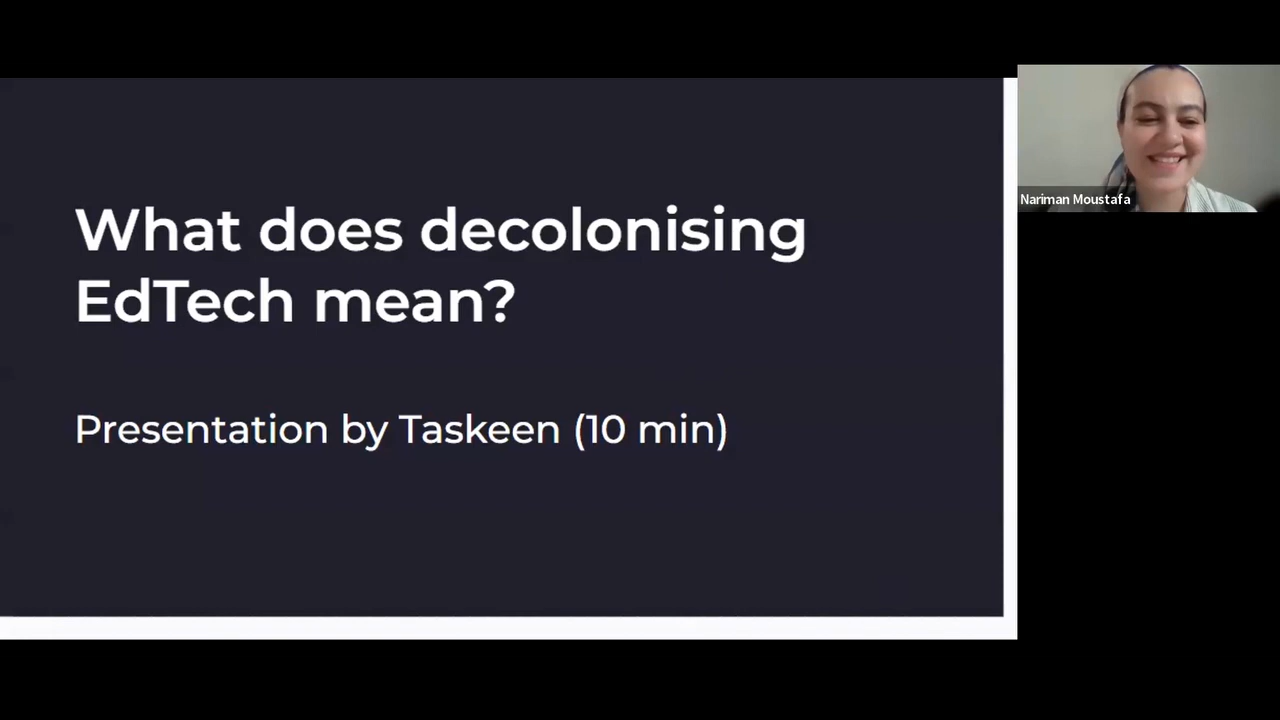 What does decolonising
EdTech mean?
Presentation by Taskeen (10 min)
Nariman Moustafa